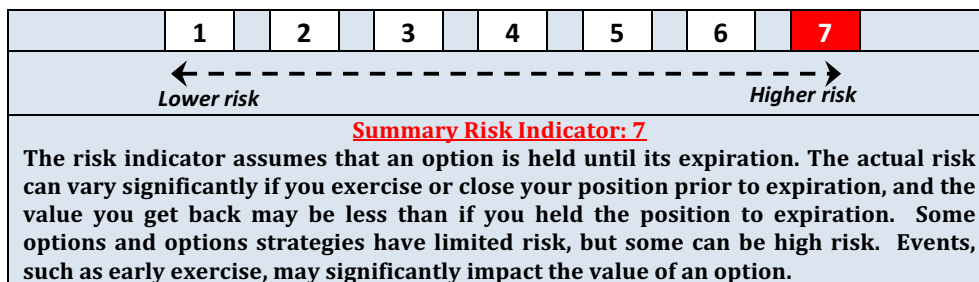 1 2 3 4 5 6 7
Lower risk Higher risk
Summary Risk Indicator: 7
The risk indicator assumes that an option is held until its expiration. The actual risk
can vary significantly if you exercise or close your position prior to expiration, and the
value you get back may be less than if you held the position to expiration. Some
options and options strategies have limited risk, but some can be high risk. Events,
such as early exercise, may significantly impact the value of an option.